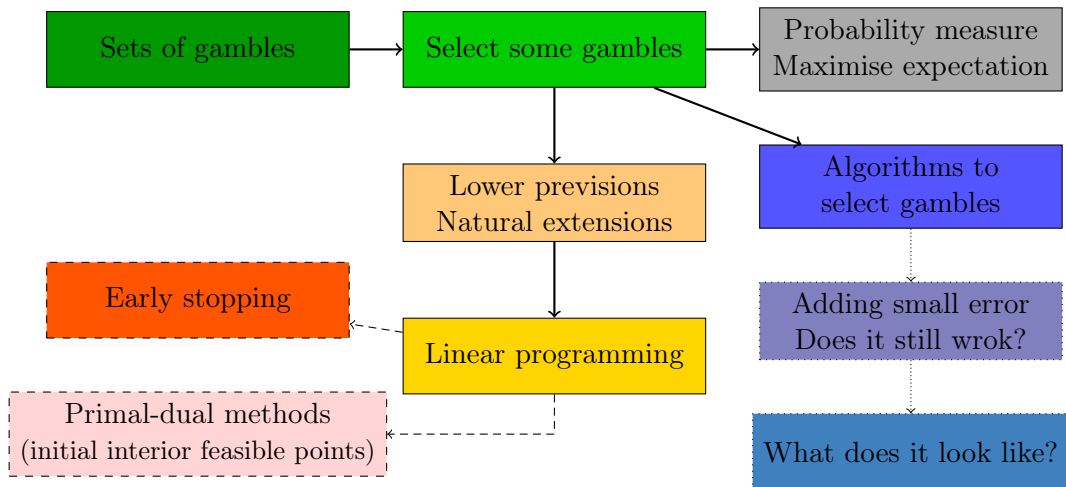 Sets of gambles
Select some gambles
Probability measure
Maximise expectation
Lower previsions
Natural extensions
Algorithms to
select gambles
Early stopping
Linear programming
Adding small error
Does it still wrok?
Primal-dual methods
(initial interior feasible points)
What does it look like?